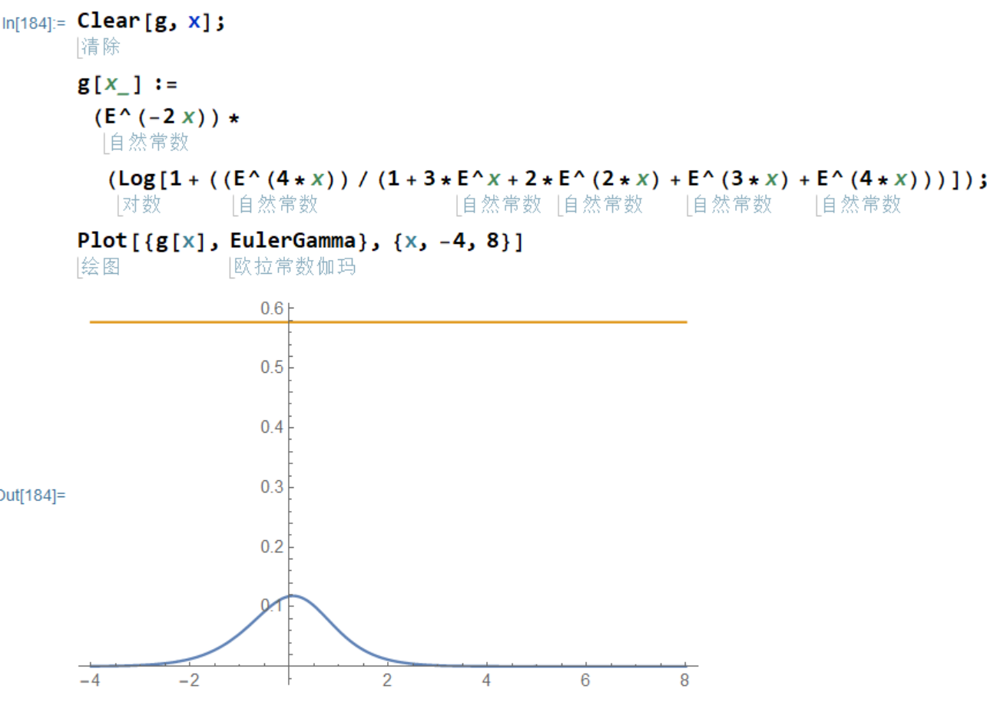 In[184]:= Clear[g, x];
清除
g[x_] :=
(E^(-2 x)) *
自然常数
(Log[1 + ((E^(4 * x)) / (1 + 3 * E^x + 2 * E^(2 * x) + E^(3 * x) + E^(4 * x)))]);
对数 自然常数 自然常数 自然常数 自然常数 自然常数
Plot[{g[x], EulerGamma}, {x, -4, 8}]
绘图 欧拉常数伽玛
0.6
0.5
0.4
0.3
Out[184]=
0.2
0.1
-4 -2 2 4 6 8